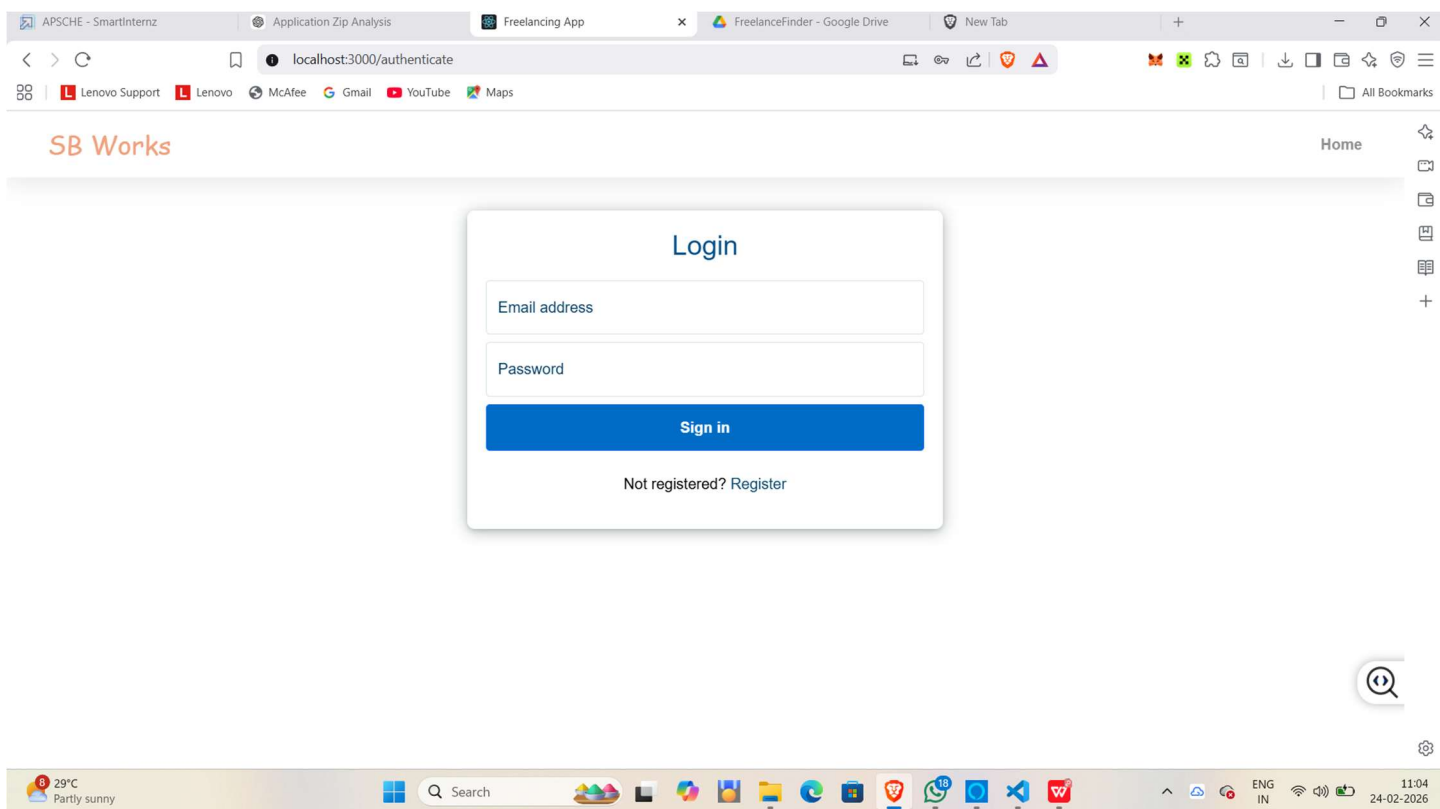 APSCHE - SmartInternz
Application Zip Analysis
Freelancing App
FreelanceFinder - Google Drive
New Tab
localhost:3000/authenticate
Lenovo Support
Lenovo
McAfee
Gmail
YouTube
Maps
All Bookmarks
SB Works
Home
Login
Email address
Password
Sign in
Not registered? Register
8
29°C
Partly sunny
Search
18
ENG
IN
11:04
24-02-2026